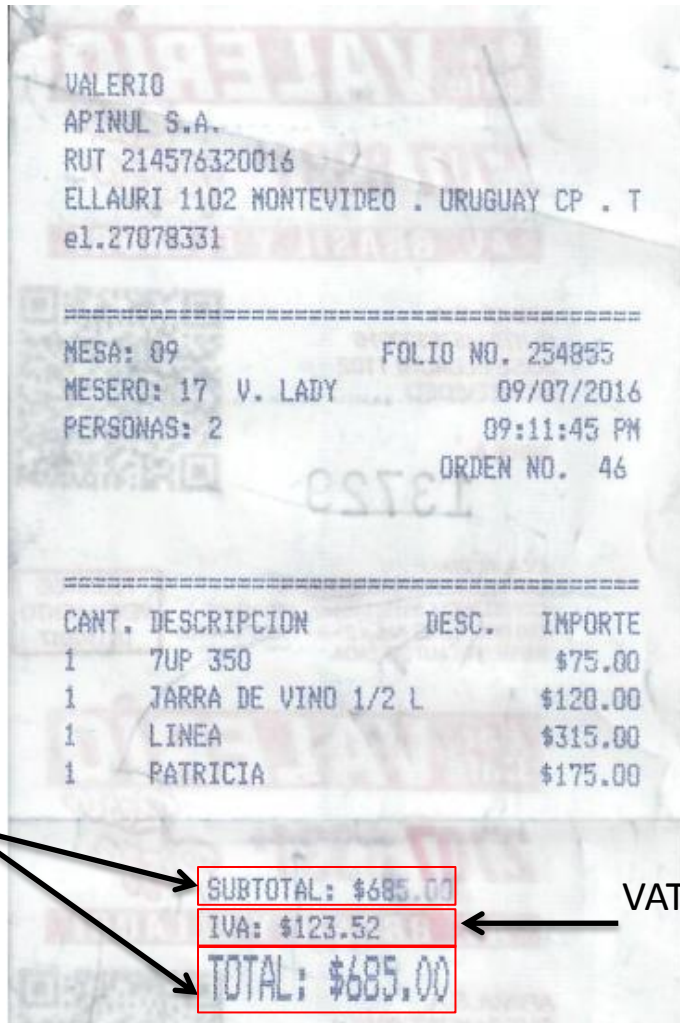 VALERIO
APINUL S.A.
RUT 214576320016
ELLAURI 1102 MONTEVIDEO . URUGUAY CP . T
el.27078331
========================================
MESA: 09 FOLIO NO. 254855
MESERO: 17 V. LADY 09/07/2016
PERSONAS: 2 09:11:45 PM
ORDEN NO. 46
13729
========================================
CANT. DESCRIPCION DESC. IMPORTE
1 7UP 350 $75.00
1 JARRA DE VINO 1/2 L $120.00
1 LINEA $315.00
1 PATRICIA $175.00
SUBTOTAL: $685.00
VAT
IVA: $123.52
TOTAL: $685.00